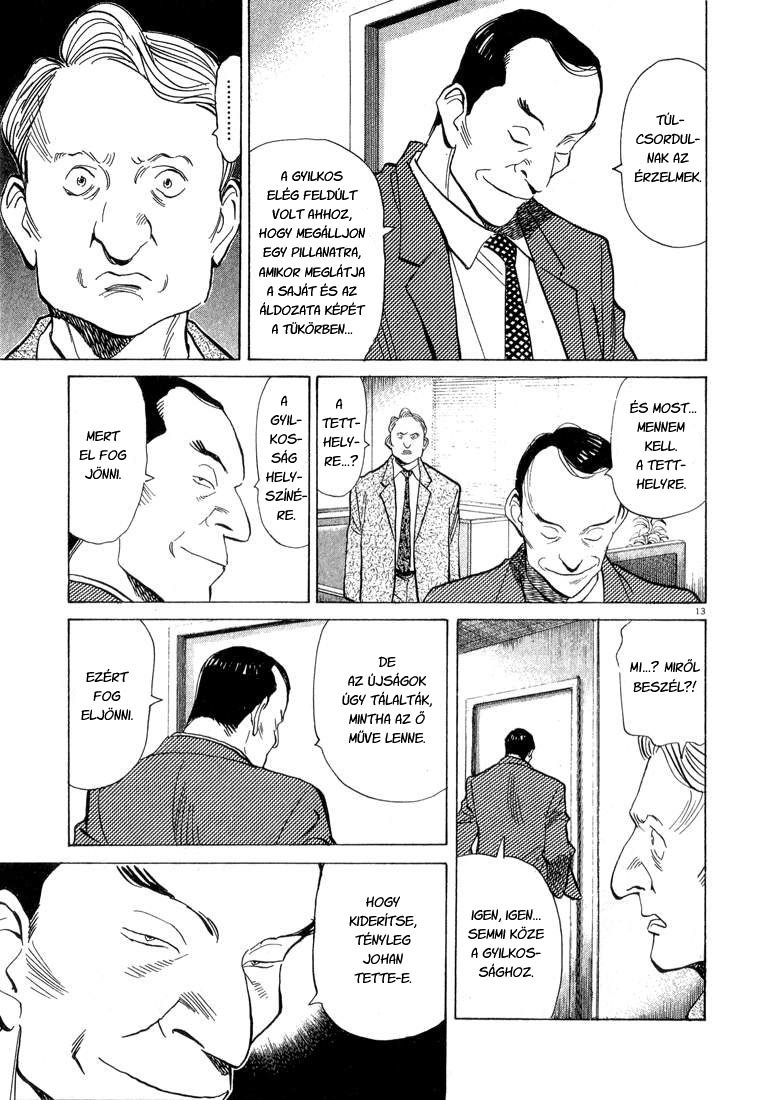 TÚL-
CSORDUL-
NAK AZ
ÉRZELMEK.
A GYILKOS
ELÉG FELDÚLT
VOLT AHHOZ,
HOGY MEGÁLLJON
EGY PILLANATRA,
AMIKOR MEGLÁTJA
A SAJÁT ÉS AZ
ÁLDOZATA KÉPÉT
A TÜKÖRBEN...
.........
ÉS MOST...
MENNEM
KELL.
A TETT-
HELYRE.
A
TETT-
HELY-
RE...?
A
GYIL-
KOS-
SÁG
HELY-
SZÍNÉ-
RE.
MERT
EL FOG
JÖNNI.
13
MI...? MIRŐL
BESZÉL?!
IGEN, IGEN...
SEMMI KÖZE
A GYILKOS-
SÁGHOZ.
DE
AZ ÚJSÁGOK
ÚGY TÁLALTÁK,
MINTHA AZ Ő
MŰVE LENNE.
EZÉRT
FOG
ELJÖNNI.
HOGY
KIDERÍTSE,
TÉNYLEG
JOHAN
TETTE-E.